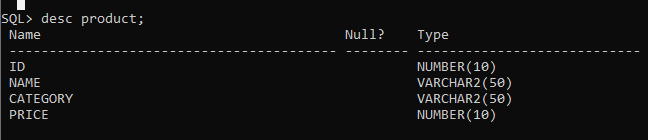 SQL> desc product;
Name Null? Type
----------------------------------------- -------- ----------------------------
ID NUMBER(10)
NAME VARCHAR2(50)
CATEGORY VARCHAR2(50)
PRICE NUMBER(10)